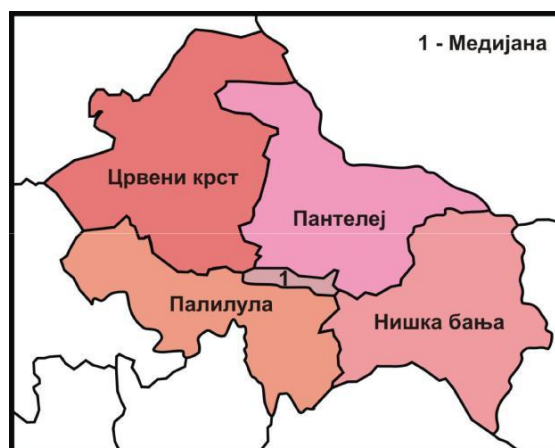 1 - Медијана
Црвени крст
Пантелеј
1
Палилула
Нишка бања